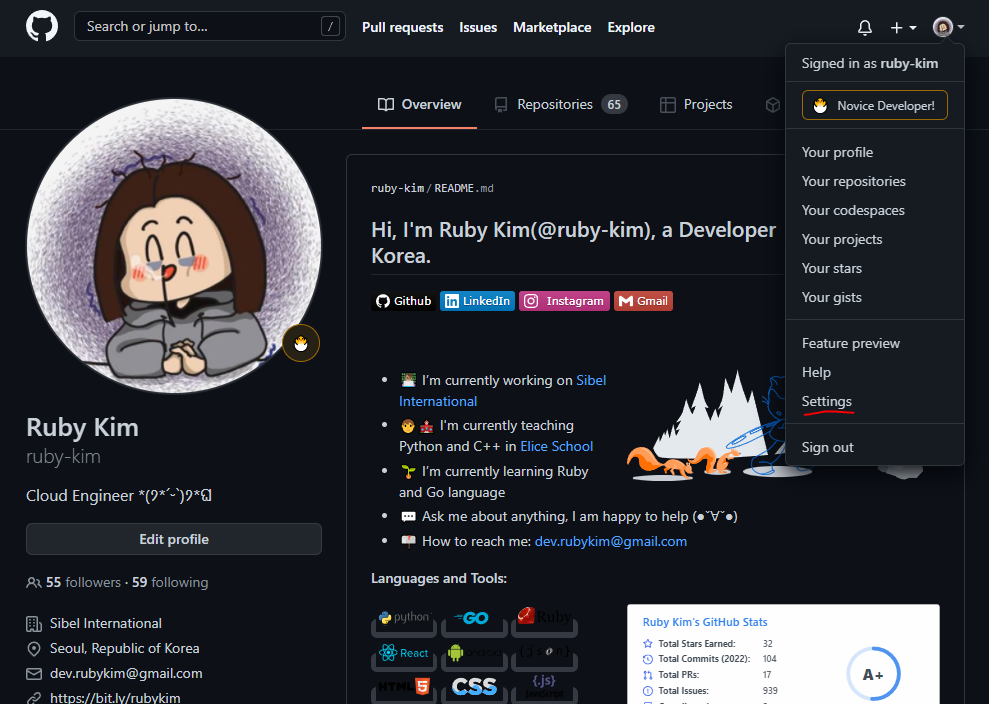 Search or jump to...
/
Pull requests
Issues
Marketplace
Explore
Signed in as ruby-kim
Novice Developer!
Your profile
Your repositories
Your codespaces
Your projects
Your stars
Your gists
Feature preview
Help
Settings
Sign out
Overview
Repositories 65
Projects
Ruby Kim
ruby-kim
Cloud Engineer
Edit profile
55 followers · 59 following
Sibel International
Seoul, Republic of Korea
dev.rubykim@gmail.com
https://bit.ly/rubykim
ruby-kim/README.md
Hi, I'm Ruby Kim(@ruby-kim), a Developer
Korea.
Github
LinkedIn
Instagram
Gmail
I'm currently working on Sibel
International
I'm currently teaching
Python and C++ in Elice School
I'm currently learning Ruby
and Go language
Ask me about anything, I am happy to help (●˘∀˘●)
How to reach me: dev.rubykim@gmail.com
Languages and Tools:
python
GO
Ruby
React
android
{json}
HTML 5
CSS
{.js}
Ruby Kim's GitHub Stats
Total Stars Earned: 32
Total Commits (2022): 104
Total PRs: 17
Total Issues: 939
A+